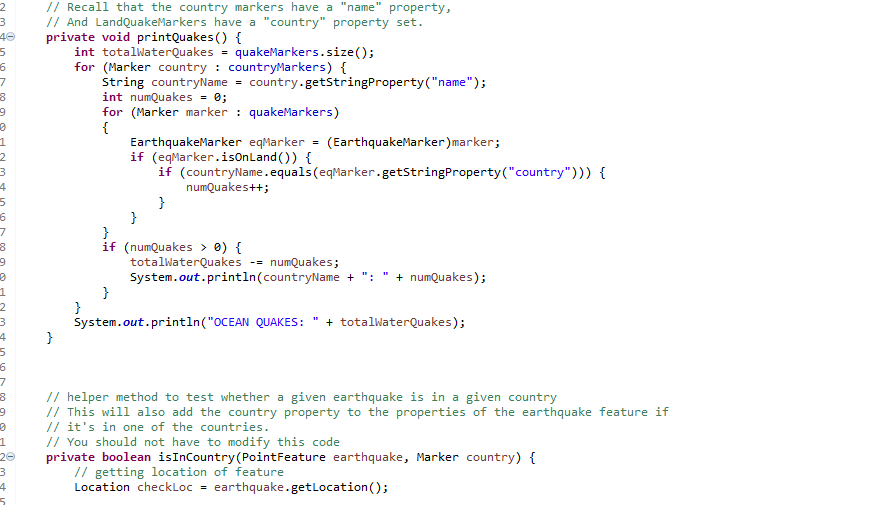 2 // Recall that the country markers have a "name" property,
3 // And LandQuakeMarkers have a "country" property set.
4 private void printQuakes() {
5 int totalWaterQuakes = quakeMarkers.size();
6 for (Marker country : countryMarkers) {
7 String countryName = country.getStringProperty("name");
8 int numQuakes = 0;
9 for (Marker marker : quakeMarkers)
0 {
1 EarthquakeMarker eqMarker = (EarthquakeMarker)marker;
2 if (eqMarker.isOnLand()) {
3 if (countryName.equals(eqMarker.getStringProperty("country"))) {
4 numQuakes++;
5 }
6 }
7 }
8 if (numQuakes > 0) {
9 totalWaterQuakes -= numQuakes;
0 System.out.println(countryName + ": " + numQuakes);
1 }
2 }
3 System.out.println("OCEAN QUAKES: " + totalWaterQuakes);
4 }
5
6
7
8 // helper method to test whether a given earthquake is in a given country
9 // This will also add the country property to the properties of the earthquake feature if
0 // it's in one of the countries.
1 // You should not have to modify this code
2 private boolean isInCountry(PointFeature earthquake, Marker country) {
3 // getting location of feature
4 Location checkLoc = earthquake.getLocation();
5